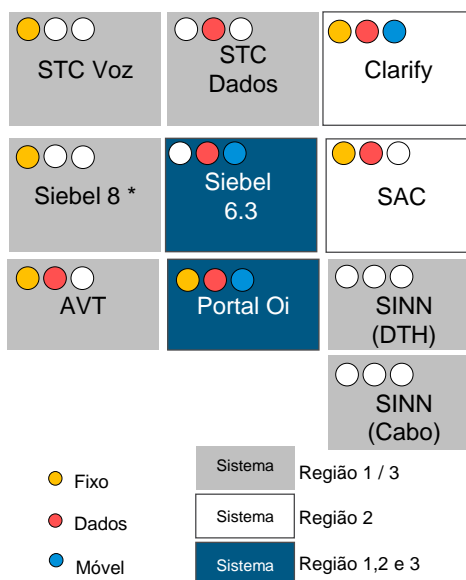 STC Voz
STC
Dados
Clarify
Siebel 8 *
Siebel
6.3
SAC
AVT
Portal Oi
SINN
(DTH)
SINN
(Cabo)
Fixo
Dados
Móvel
Sistema
Região 1 / 3
Sistema
Região 2
Sistema
Região 1,2 e 3